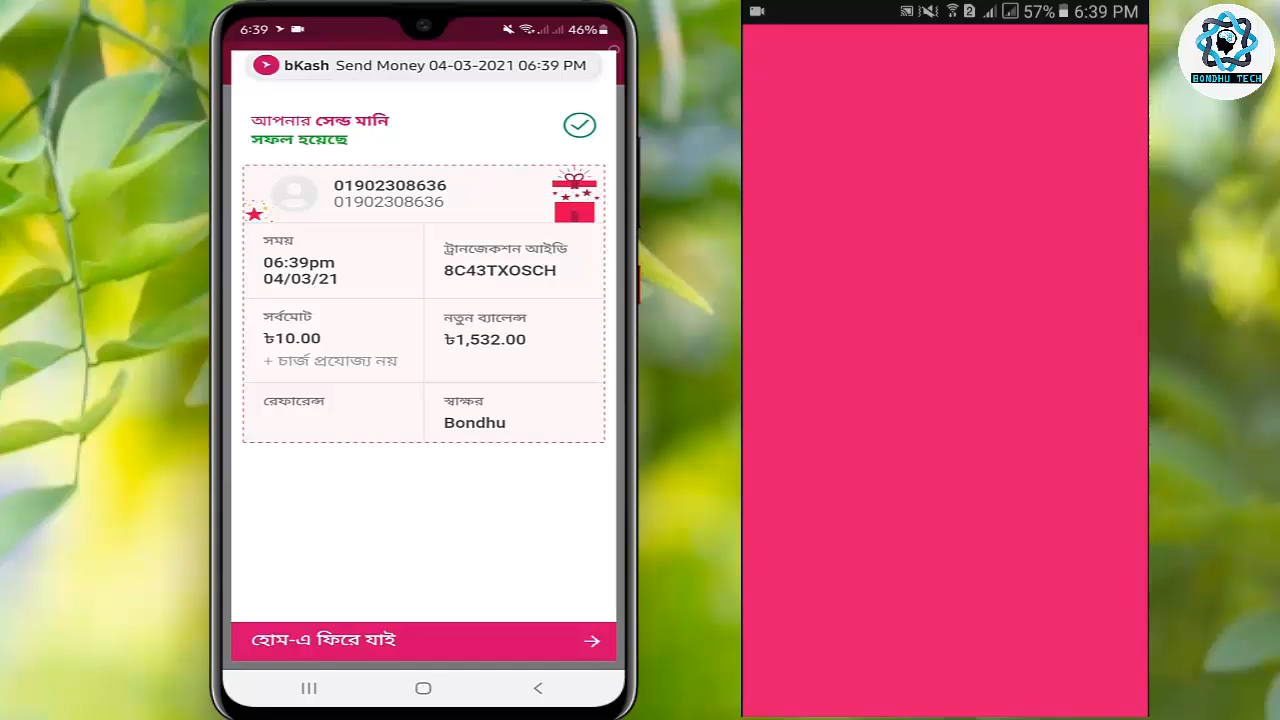 6:39
46%
bKash Send Money 04-03-2021 06:39 PM
আপনার সেন্ড মানি
সফল হয়েছে
01902308636
01902308636
সময়
06:39pm
04/03/21
ট্রানজেকশন আইডি
8C43TXOSCH
সর্বমোট
৳10.00
+ চার্জ প্রযোজ্য নয়
নতুন ব্যালেন্স
৳1,532.00
রেফারেন্স
স্বাক্ষর
Bondhu
হোম-এ ফিরে যাই
2 57% 6:39 PM
BONDHU TECH